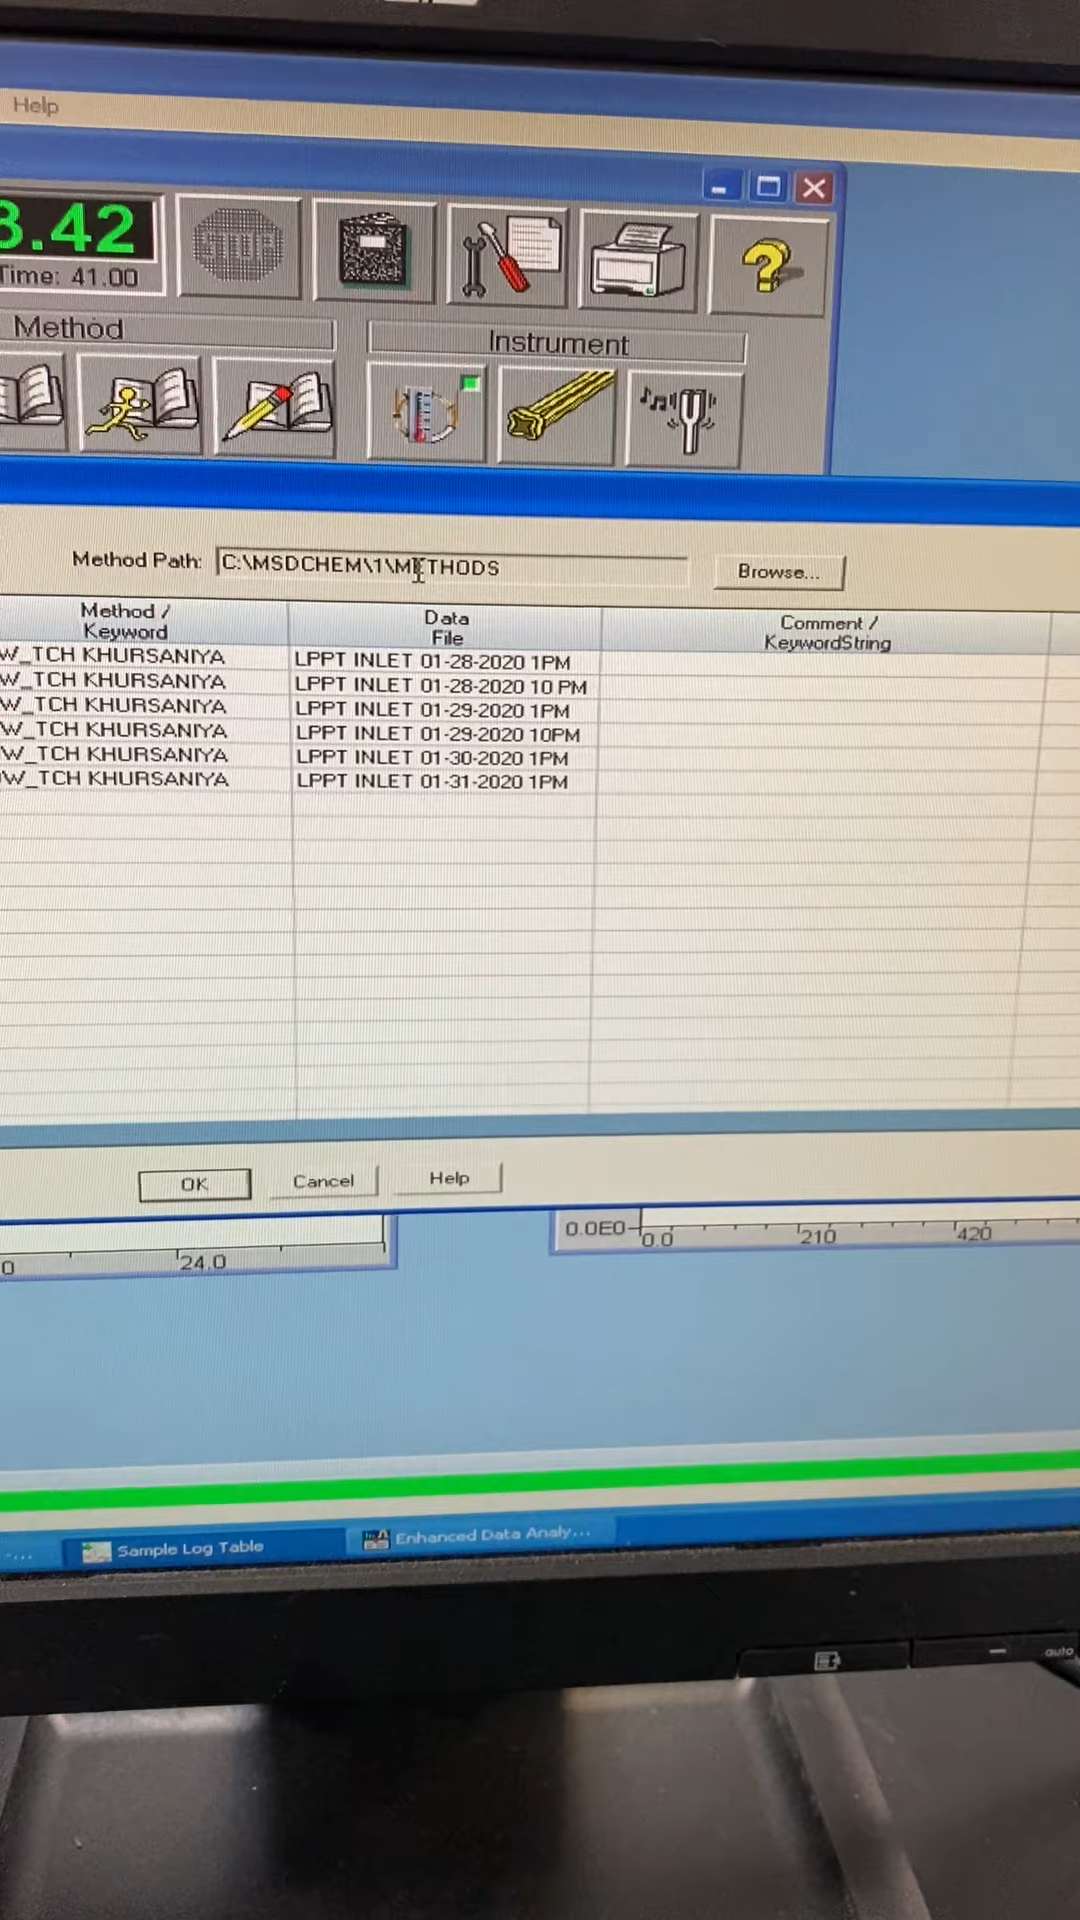 Help
3.42
Time: 41.00
STOP
Method
Instrument
Method Path: C:\MSDCHEM\1\METHODS
Browse...
Method / Keyword
Data File
Comment / KeywordString
W_TCH KHURSANIYA LPPT INLET 01-28-2020 1PM
W_TCH KHURSANIYA LPPT INLET 01-28-2020 10 PM
W_TCH KHURSANIYA LPPT INLET 01-29-2020 1PM
W_TCH KHURSANIYA LPPT INLET 01-29-2020 10PM
W_TCH KHURSANIYA LPPT INLET 01-30-2020 1PM
W_TCH KHURSANIYA LPPT INLET 01-31-2020 1PM
OK Cancel Help
0.0E0
0.0 210 420
0 24.0
... Sample Log Table Enhanced Data Analy...
auto